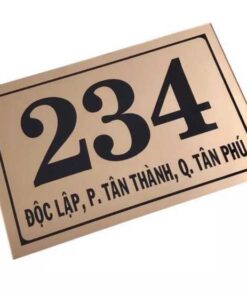 234
ĐỘC LẬP, P. TÂN THÀNH, Q. TÂN PHÚ